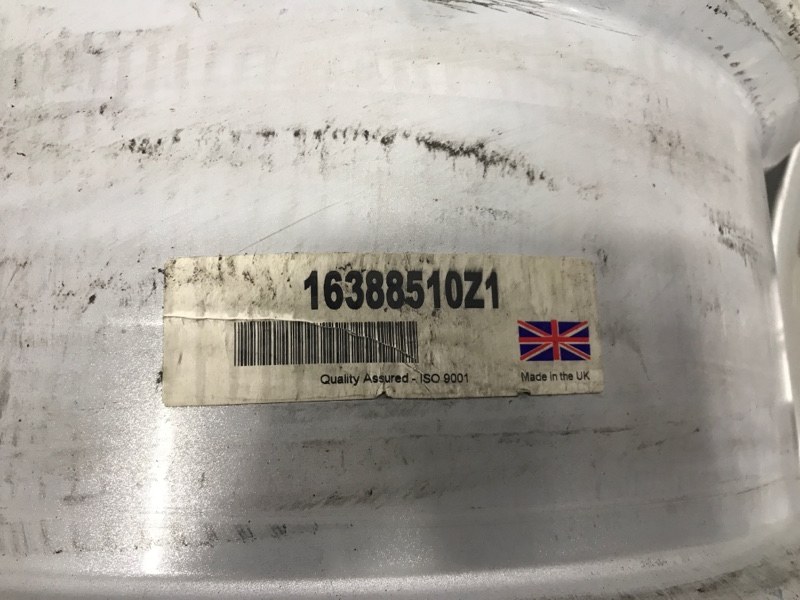 16388510Z1
Quality Assured - ISO 9001
Made in the UK